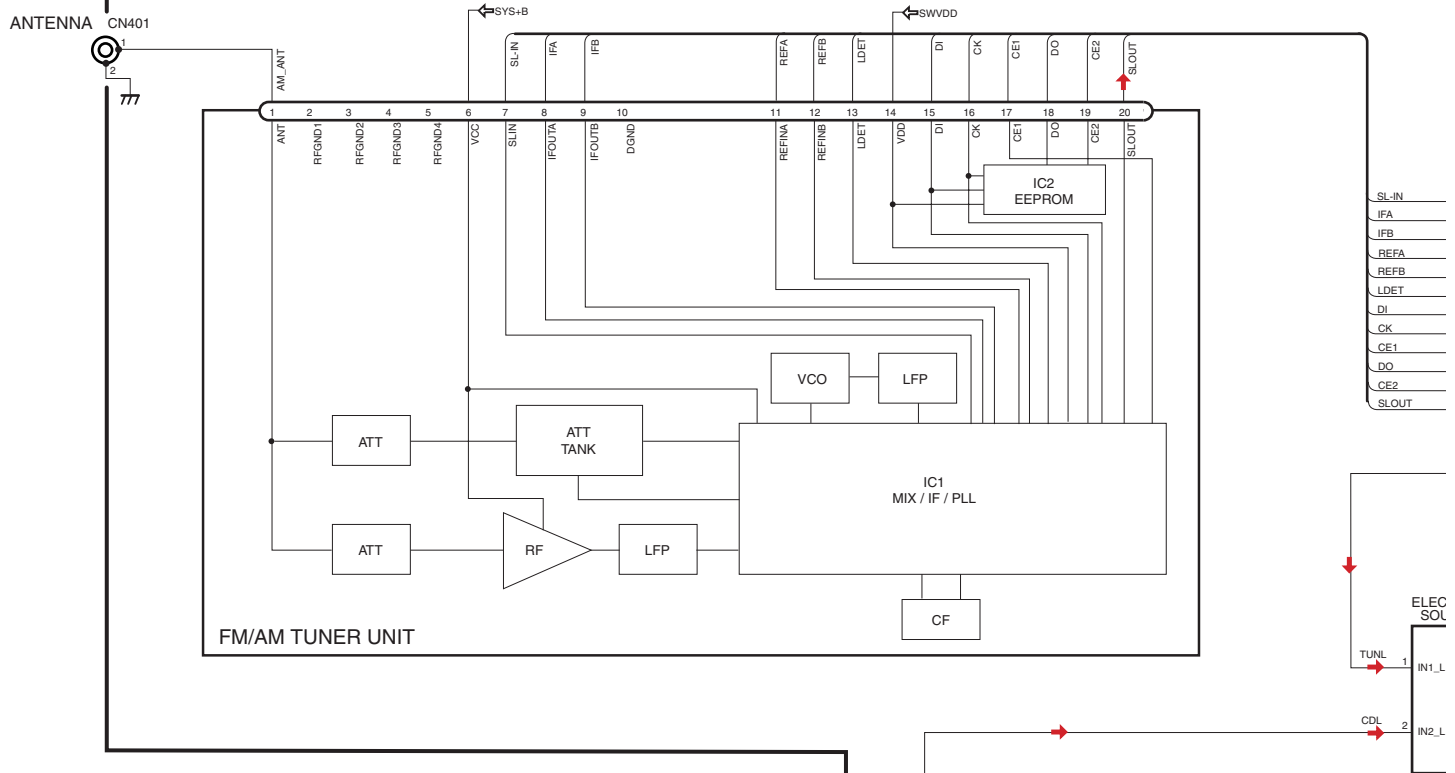 ANTENNA CN401
1
2
AM_ANT
SYS+B
SL-IN
IFA
IFB
REFA
REFB
LDET
SWVDD
DI
CK
CE1
DO
CE2
SLOUT
1 2 3 4 5 6 7 8 9 10 11 12 13 14 15 16 17 18 19 20
ANT
RFGND1
RFGND2
RFGND3
RFGND4
VCC
SLIN
IFOUTA
IFOUTB
DGND
REFINA
REFINB
LDET
VDD
DI
CK
CE1
DO
CE2
SLOUT
IC2
EEPROM
SL-IN
IFA
IFB
REFA
REFB
LDET
DI
CK
CE1
DO
CE2
SLOUT
VCO
LFP
ATT
ATT
TANK
IC1
MIX / IF / PLL
ATT
RF
LFP
CF
FM/AM TUNER UNIT
ELEC
SOU
TUNL 1 IN1_L
CDL 2 IN2_L